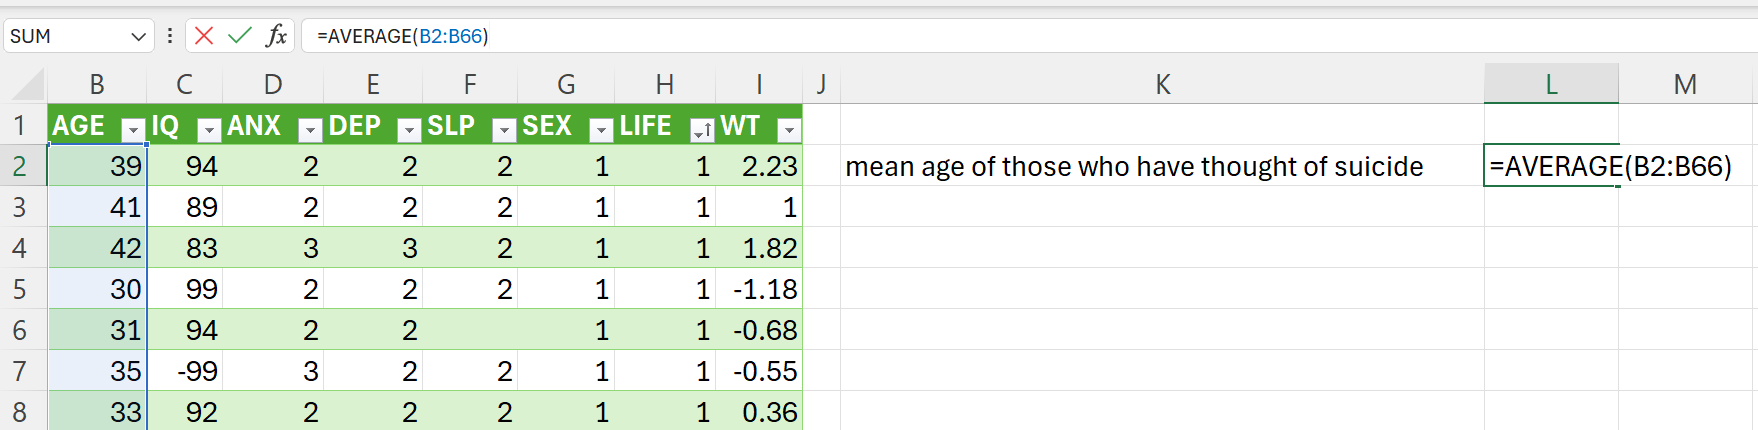 SUM fx =AVERAGE(B2:B66)
B C D E F G H I J K L M
1 AGE IQ ANX DEP SLP SEX LIFE WT
2 39 94 2 2 2 1 1 2.23 mean age of those who have thought of suicide =AVERAGE(B2:B66)
3 41 89 2 2 2 1 1 1
4 42 83 3 3 2 1 1 1.82
5 30 99 2 2 2 1 1 -1.18
6 31 94 2 2 1 1 -0.68
7 35 -99 3 2 2 1 1 -0.55
8 33 92 2 2 2 1 1 0.36